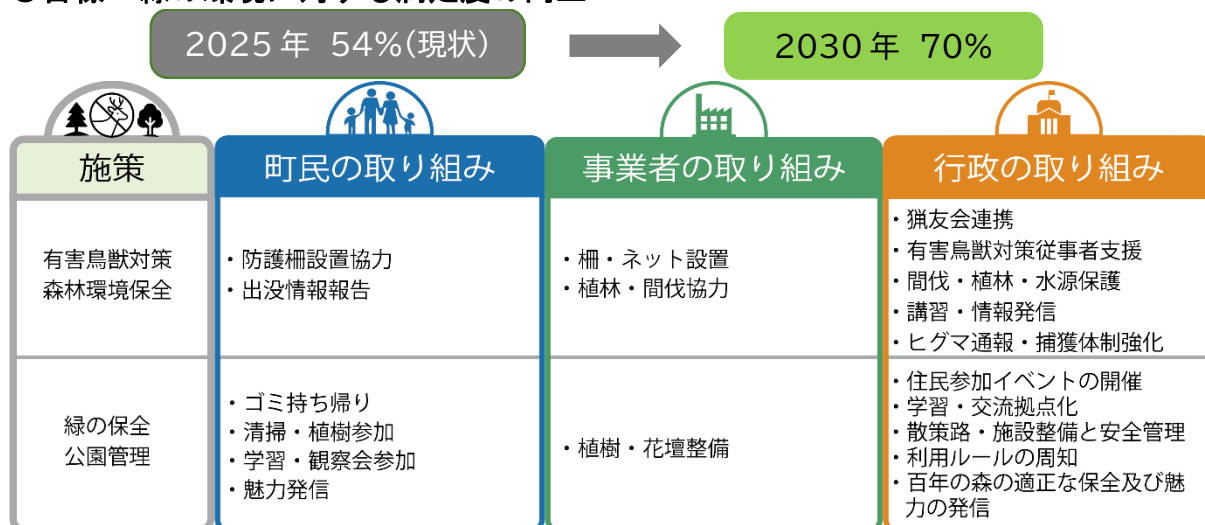 2025年 54%(現状)
2030年 70%
施策
町民の取り組み
事業者の取り組み
行政の取り組み
有害鳥獣対策
森林環境保全
・防護柵設置協力
・出没情報報告
・柵・ネット設置
・植林・間伐協力
・猟友会連携
・有害鳥獣対策従事者支援
・間伐・植林・水源保護
・講習・情報発信
・ヒグマ通報・捕獲体制強化
緑の保全
公園管理
・ゴミ持ち帰り
・清掃・植樹参加
・学習・観察会参加
・魅力発信
・植樹・花壇整備
・住民参加イベントの開催
・学習・交流拠点化
・散策路・施設整備と安全管理
・利用ルールの周知
・百年の森の適正な保全及び魅
力の発信